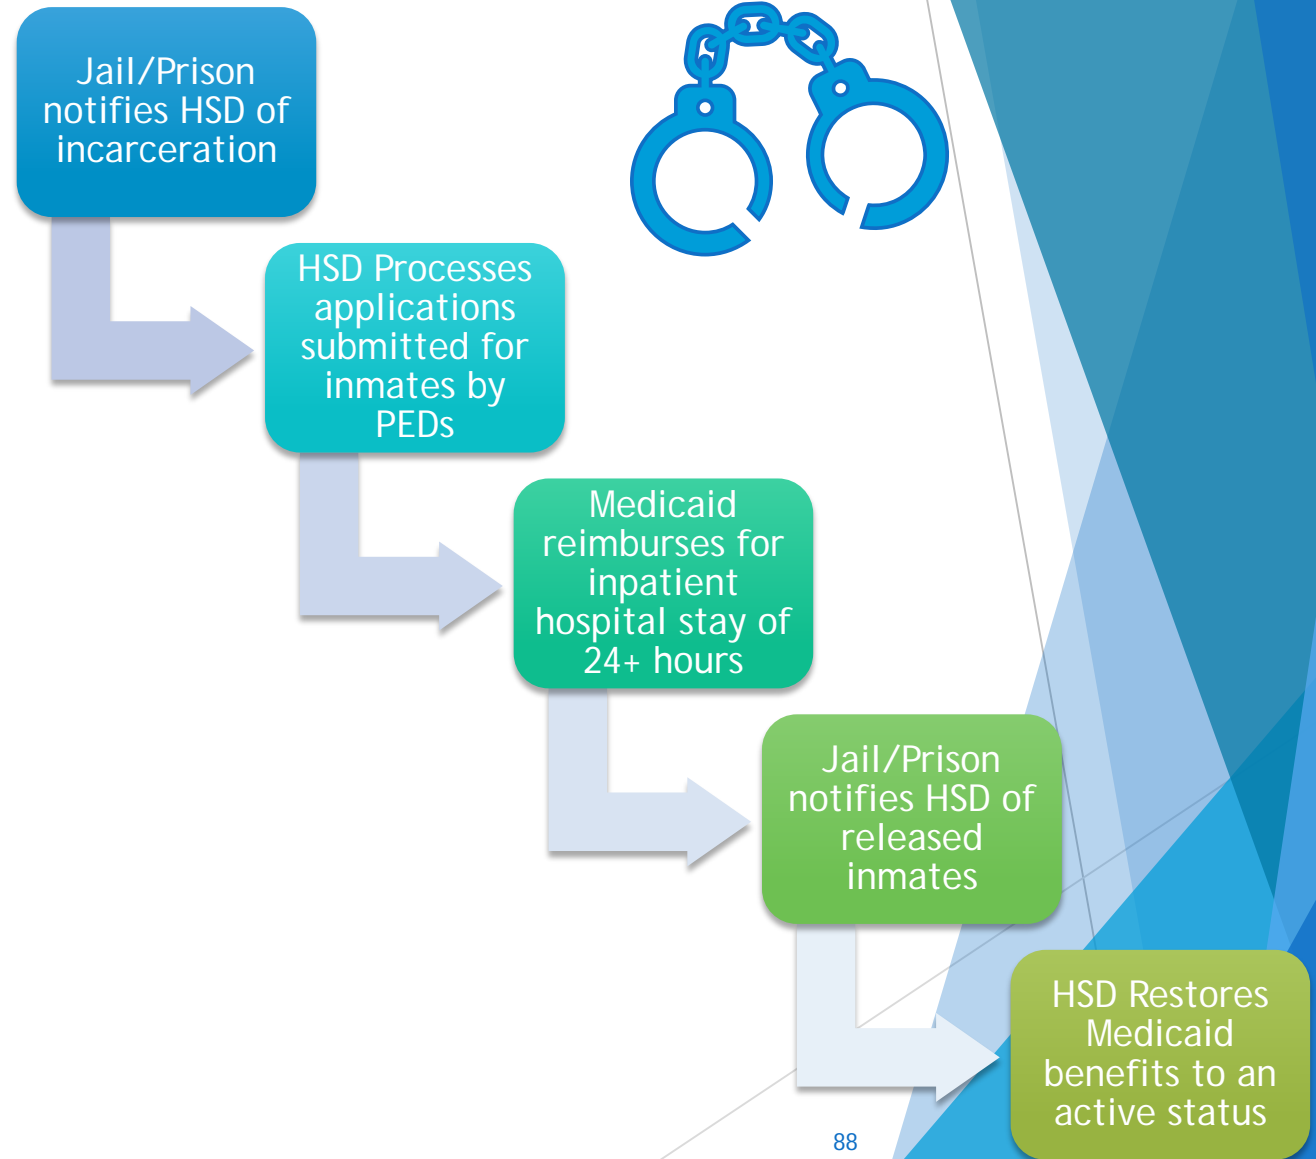 Jail/Prison
notifies HSD of
incarceration
HSD Processes
applications
submitted for
inmates by
PEDs
Medicaid
reimburses for
inpatient
hospital stay of
24+ hours
Jail/Prison
notifies HSD of
released
inmates
HSD Restores
Medicaid
benefits to an
active status
88